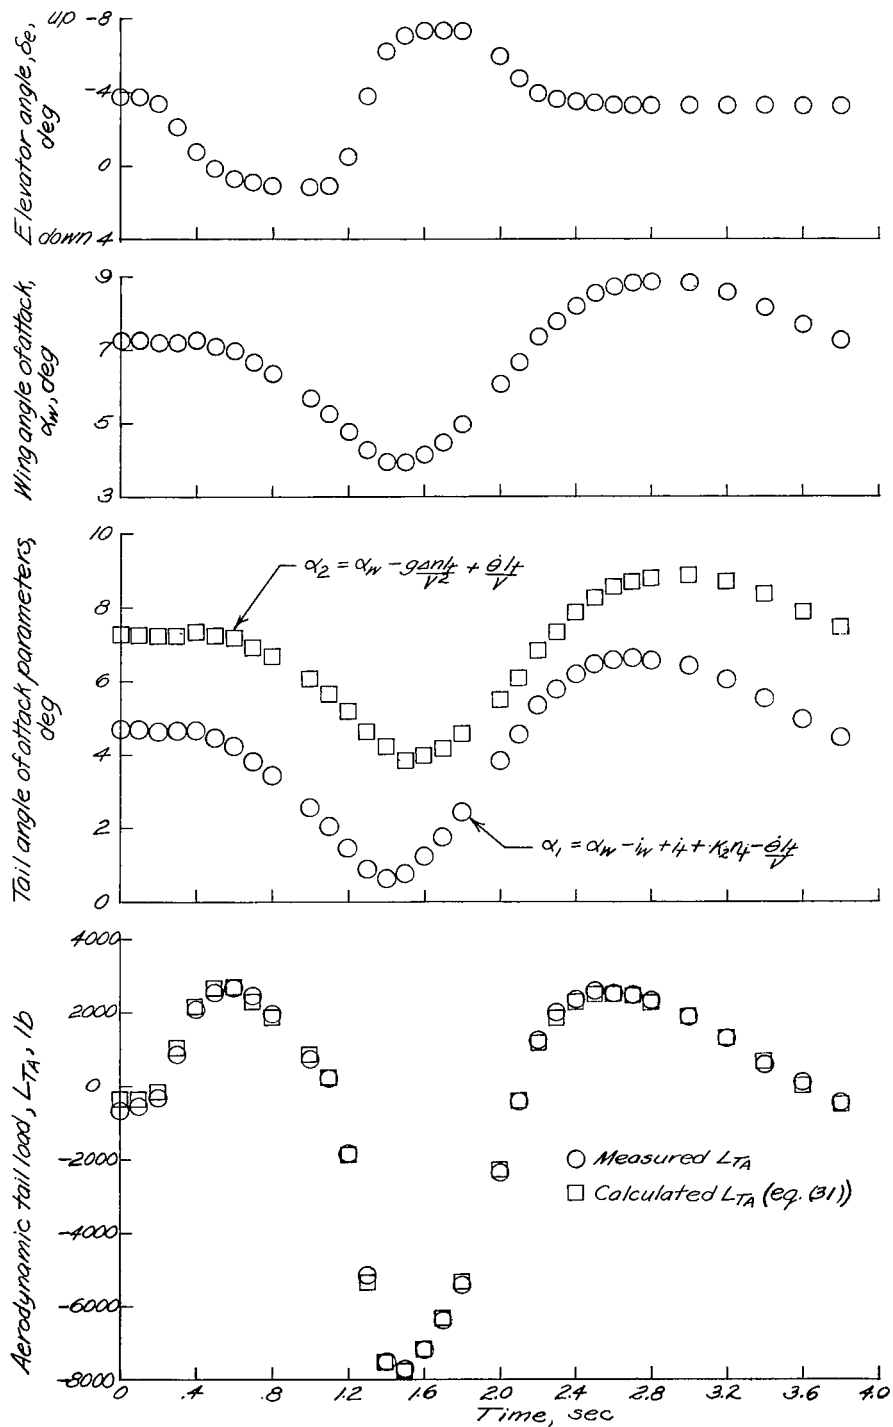 up -8
-4
0
down 4
Elevator angle, δe,
deg
9
7
5
3
Wing angle of attack,
αw, deg
10
8
6
4
2
0
Tail angle of attack parameters,
deg
α2 = αw - gΔnlt/V² + θ̇lt/V
α1 = αw - iw + it + K2nt - θ̇lt/V
4000
2000
0
-2000
-4000
-6000
-8000
Aerodynamic tail load, LTA, lb
Measured LTA
Calculated LTA (eq. (31))
0 .4 .8 1.2 1.6 2.0 2.4 2.8 3.2 3.6 4.0
Time, sec